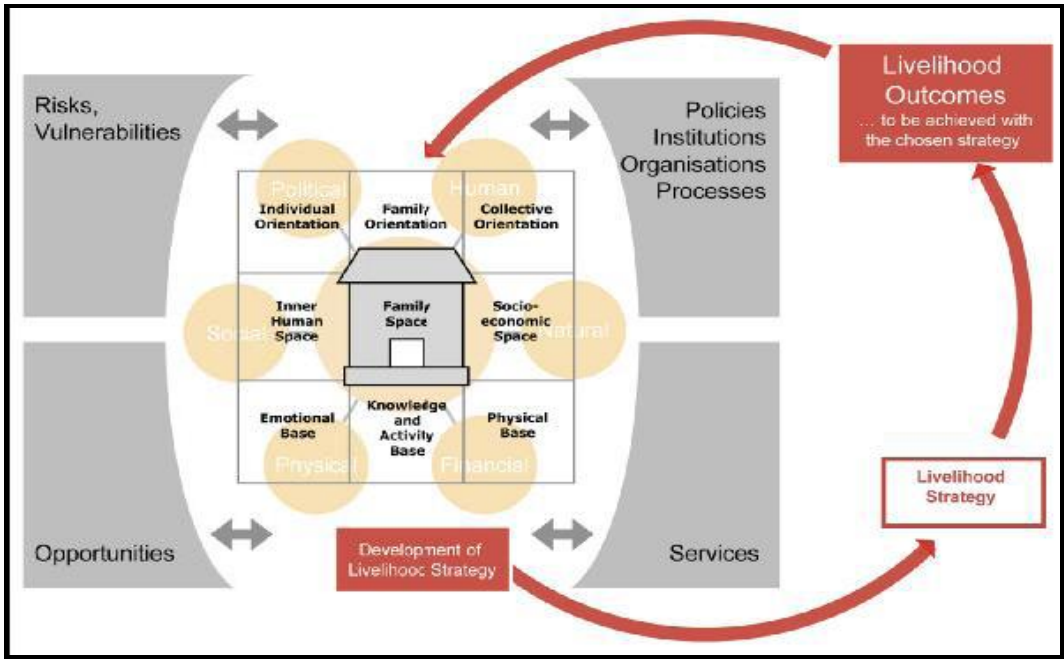 Risks,
Vulnerabilities
Policies
Institutions
Organisations
Processes
Livelihood
Outcomes
... to be achieved with
the chosen strategy
Political
Human
Individual
Orientation
Family
Orientation
Collective
Orientation
Social
Inner
Human
Space
Family
Space
Socio-
economic
Space
Natural
Emotional
Base
Knowledge
and
Activity
Base
Physical
Base
Physical
Financial
Livelihood
Strategy
Opportunities
Development of
Livelihood Strategy
Services